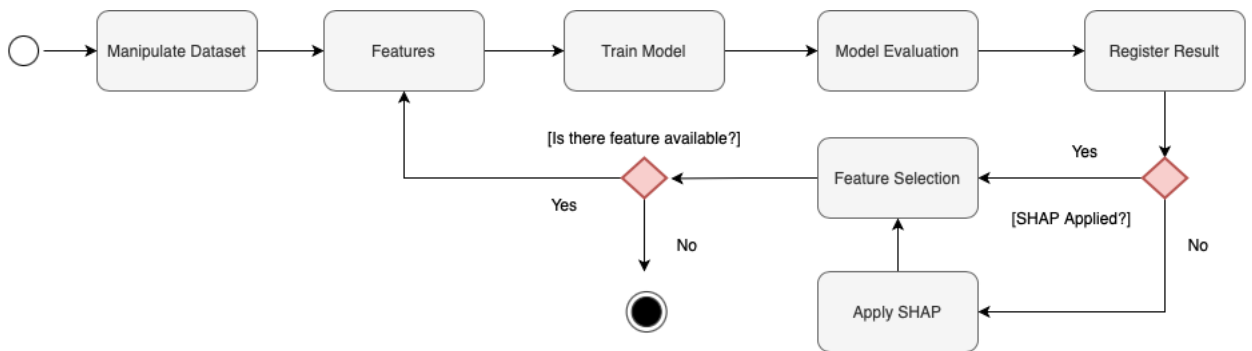 Manipulate Dataset
Features
Train Model
Model Evaluation
Register Result
[Is there feature available?]
Yes
Feature Selection
Yes
[SHAP Applied?]
No
No
Apply SHAP